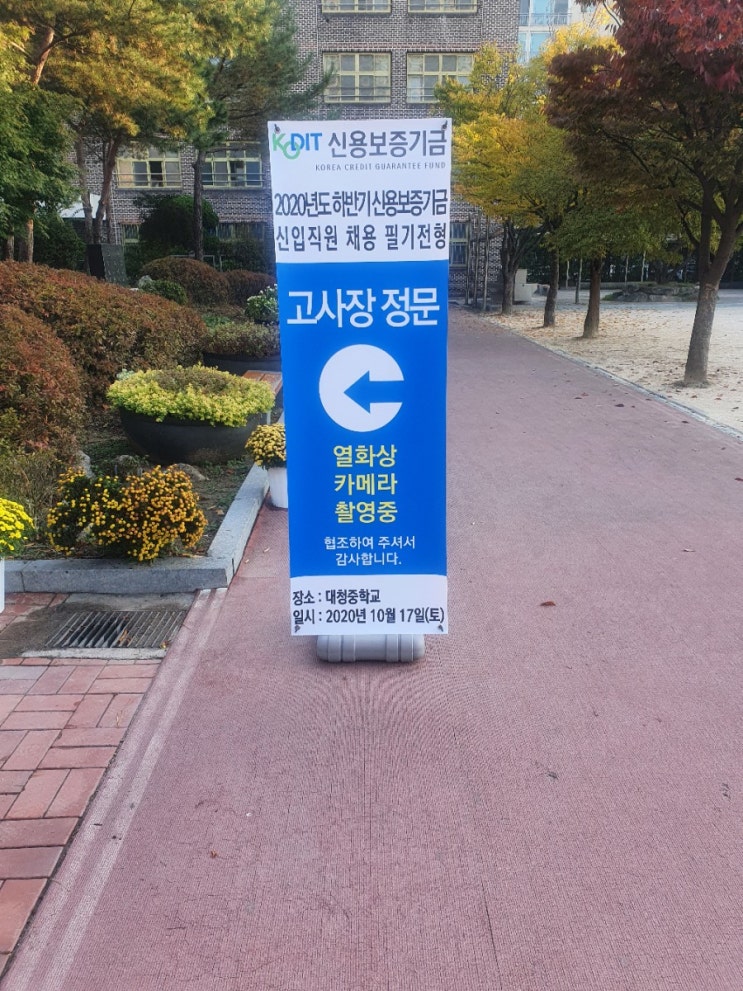 KODIT 신용보증기금
KOREA CREDIT GUARANTEE FUND
2020년도 하반기 신용보증기금
신입직원 채용 필기전형
고사장 정문
열화상
카메라
촬영중
협조하여 주셔서
감사합니다.
장소 : 대청중학교
일시 : 2020년 10월 17일(토)